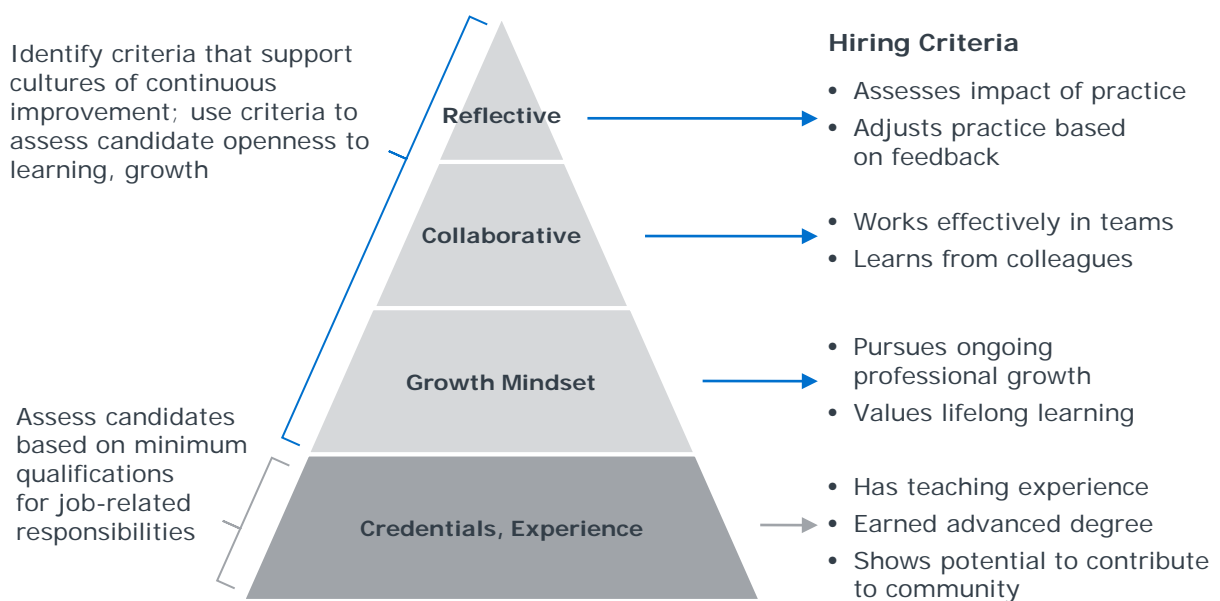 Identify criteria that support
cultures of continuous
improvement; use criteria to
assess candidate openness to
learning, growth
Assess candidates
based on minimum
qualifications
for job-related
responsibilities
Reflective
Collaborative
Growth Mindset
Credentials, Experience
Hiring Criteria
• Assesses impact of practice
• Adjusts practice based
on feedback
• Works effectively in teams
• Learns from colleagues
• Pursues ongoing
professional growth
• Values lifelong learning
• Has teaching experience
• Earned advanced degree
• Shows potential to contribute
to community